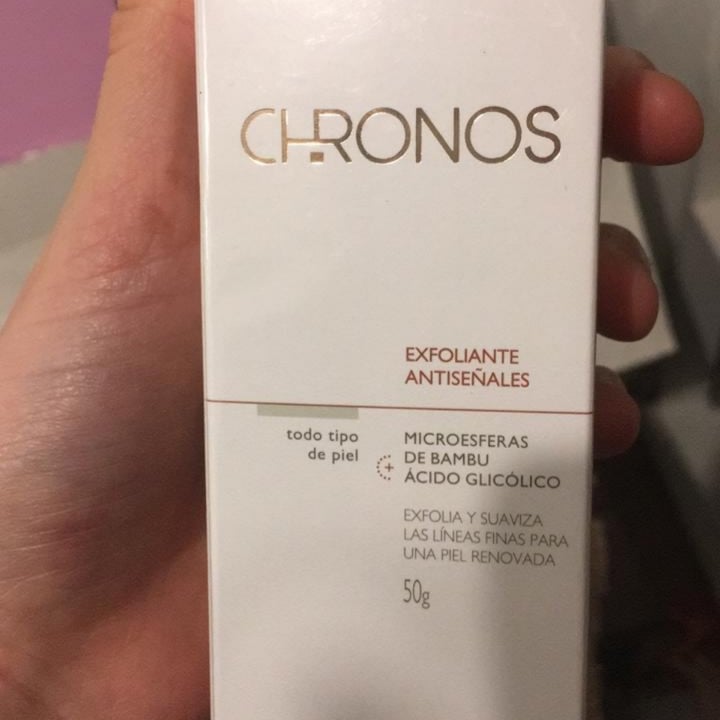 CHRONOS
EXFOLIANTE
ANTISEÑALES
todo tipo
de piel
+
MICROESFERAS
DE BAMBU
ÁCIDO GLICÓLICO
EXFOLIA Y SUAVIZA
LAS LÍNEAS FINAS PARA
UNA PIEL RENOVADA
50g